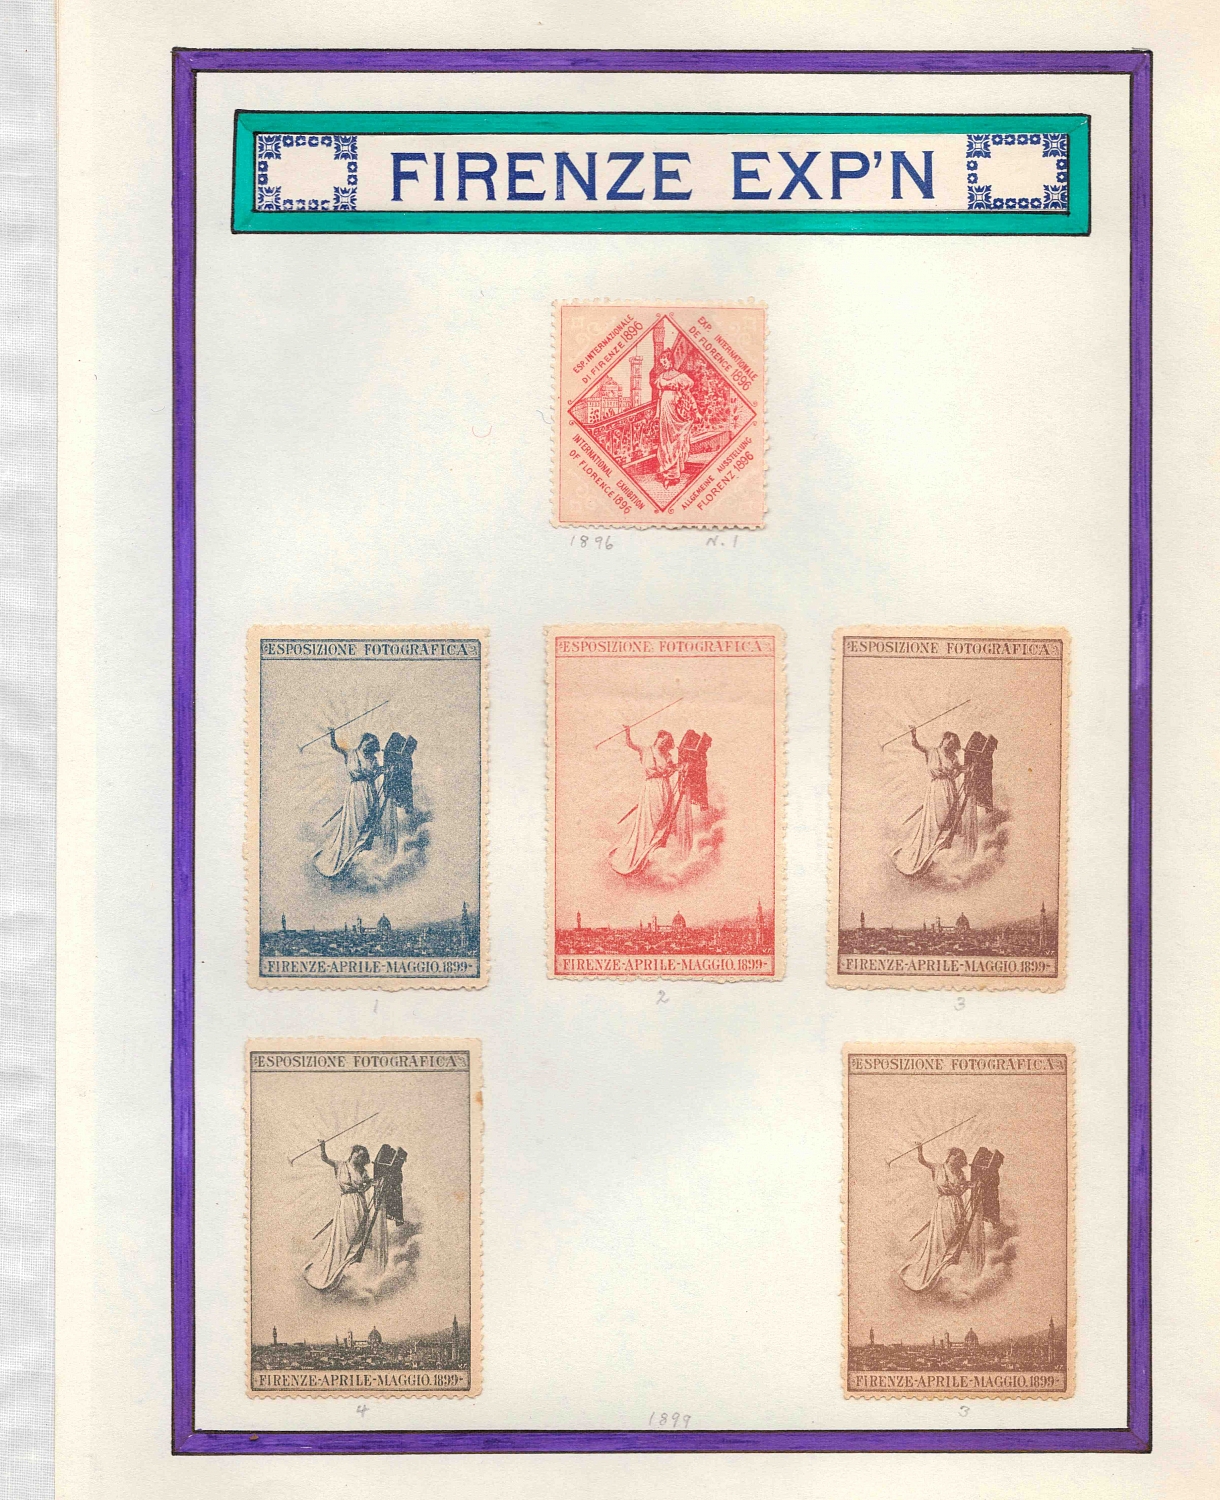 FIRENZE EXP'N
ESP. INTERNATIONALE
DI FIRENZE 1896
EXP. INTERNATIONALE
DE FLORENCE 1896
INTERNATIONAL EXHIBITION
OF FLORENCE 1896
ALLGEMEINE AUSSTELLUNG
FLORENZ 1896
1896 N.1
ESPOSIZIONE FOTOGRAFICA
FIRENZE-APRILE-MAGGIO.1899-
1
ESPOSIZIONE FOTOGRAFICA
FIRENZE-APRILE-MAGGIO.1899-
2
ESPOSIZIONE FOTOGRAFICA
FIRENZE-APRILE-MAGGIO.1899-
3
ESPOSIZIONE FOTOGRAFICA
FIRENZE-APRILE-MAGGIO.1899-
4
ESPOSIZIONE FOTOGRAFICA
FIRENZE-APRILE-MAGGIO.1899-
3
1899